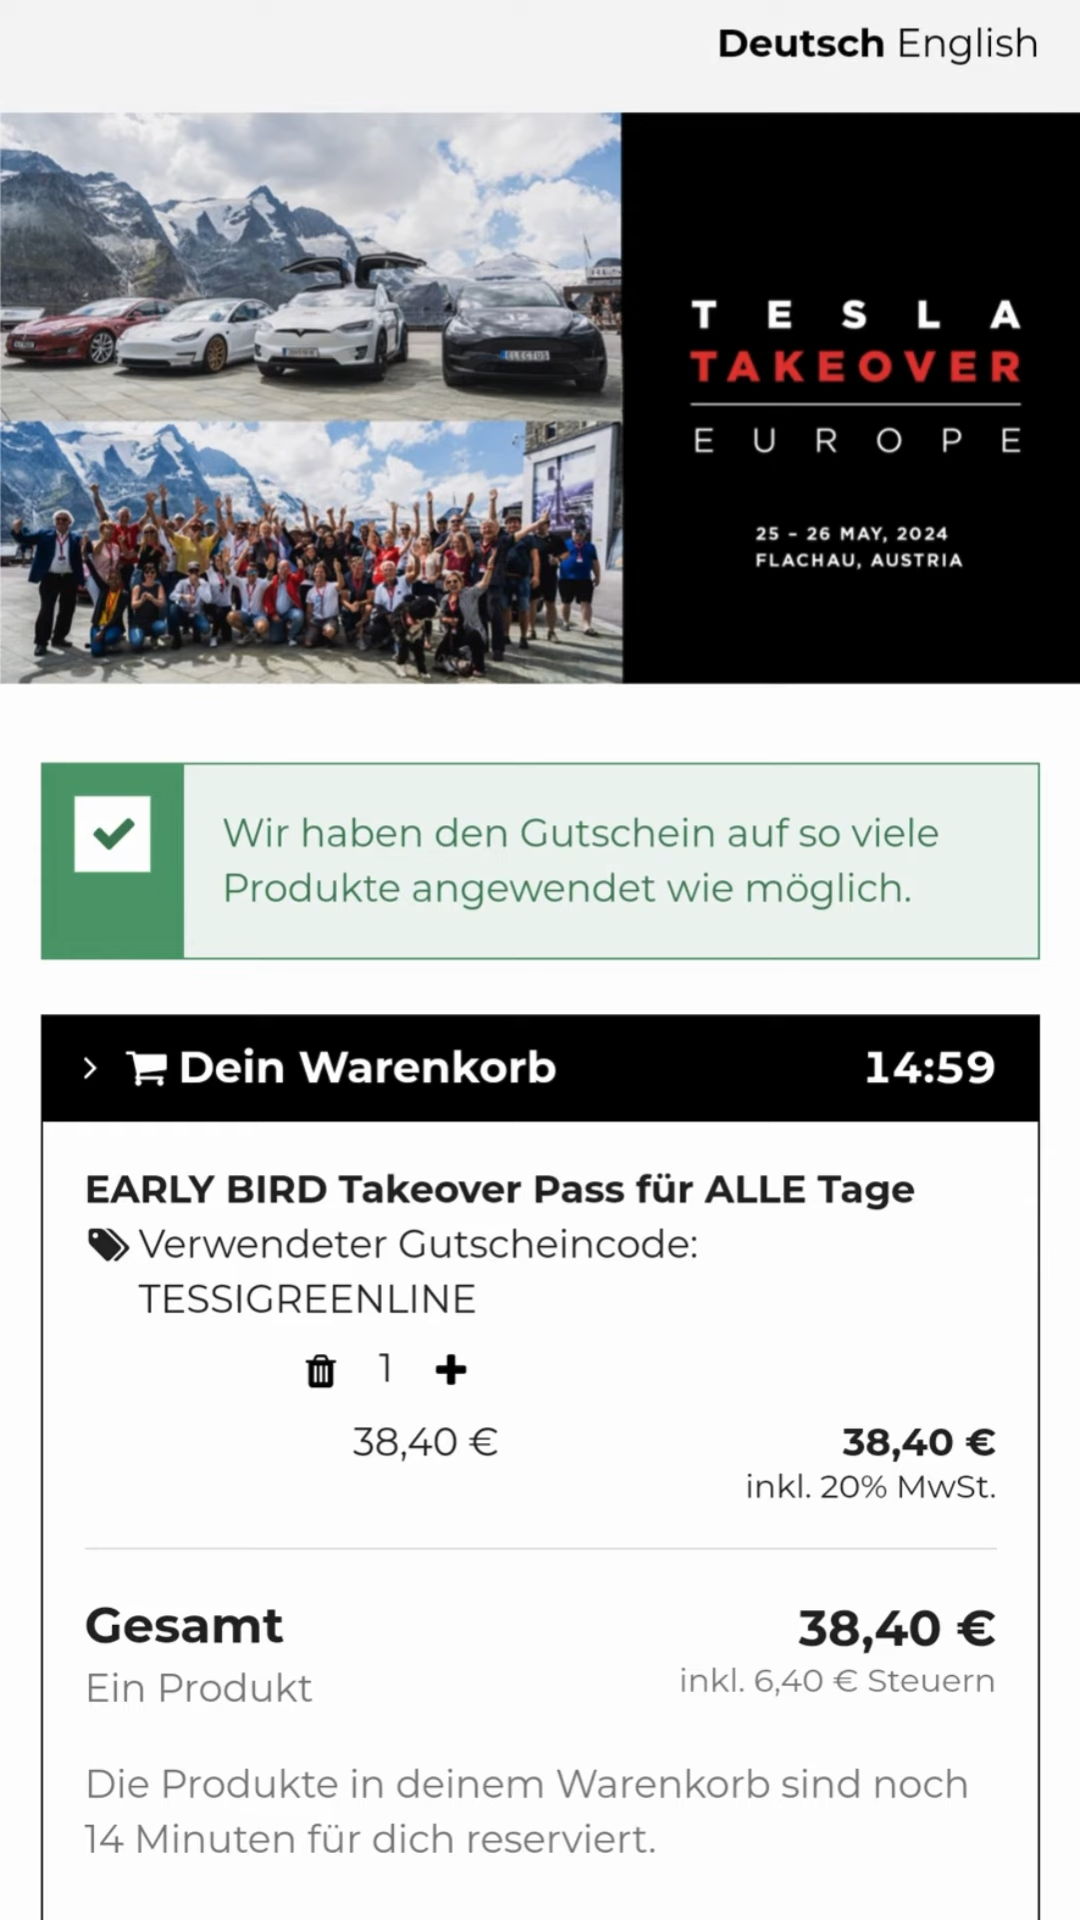 Deutsch English
ELECTUS
TESLA
TAKEOVER
EUROPE
25 – 26 MAY, 2024
FLACHAU, AUSTRIA
Wir haben den Gutschein auf so viele
Produkte angewendet wie möglich.
Dein Warenkorb 14:59
EARLY BIRD Takeover Pass für ALLE Tage
Verwendeter Gutscheincode:
TESSIGREENLINE
1
38,40 € 38,40 €
inkl. 20% MwSt.
Gesamt 38,40 €
Ein Produkt inkl. 6,40 € Steuern
Die Produkte in deinem Warenkorb sind noch
14 Minuten für dich reserviert.